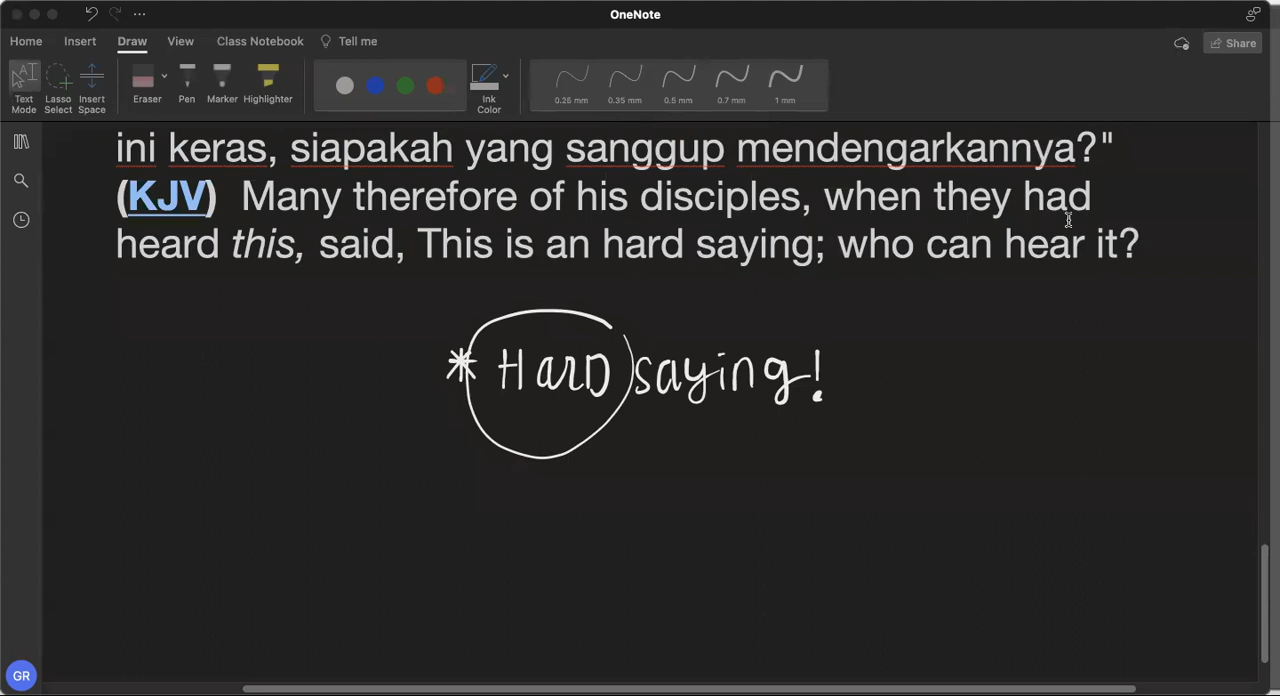 OneNote
Home Insert Draw View Class Notebook Tell me
Share
Text Mode
Lasso Select
Insert Space
Eraser
Pen
Marker
Highlighter
Ink Color
0.25 mm
0.35 mm
0.5 mm
0.7 mm
1 mm
ini keras, siapakah yang sanggup mendengarkannya?"
(KJV) Many therefore of his disciples, when they had
heard this, said, This is an hard saying; who can hear it?
* HarD saying!
GR